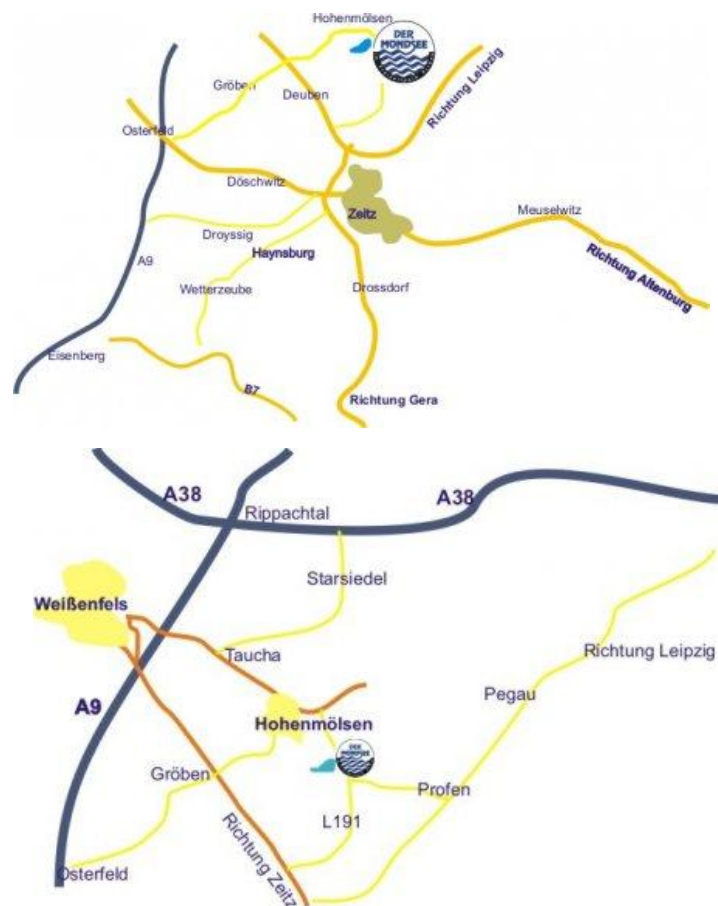 Hohenmölsen
DER
MONDSEE
Gröben
Deuben
Richtung Leipzig
Osterfeld
Döschwitz
Zeitz
Meuselwitz
Droyssig
Haynsburg
A9
Wetterzeube
Drossdorf
Richtung Altenburg
Eisenberg
B7
Richtung Gera
A38
A38
Rippachtal
Starsiedel
Weißenfels
Taucha
Richtung Leipzig
Pegau
A9
Hohenmölsen
DER
MONDSEE
Gröben
Profen
L191
Richtung Zeitz
Osterfeld